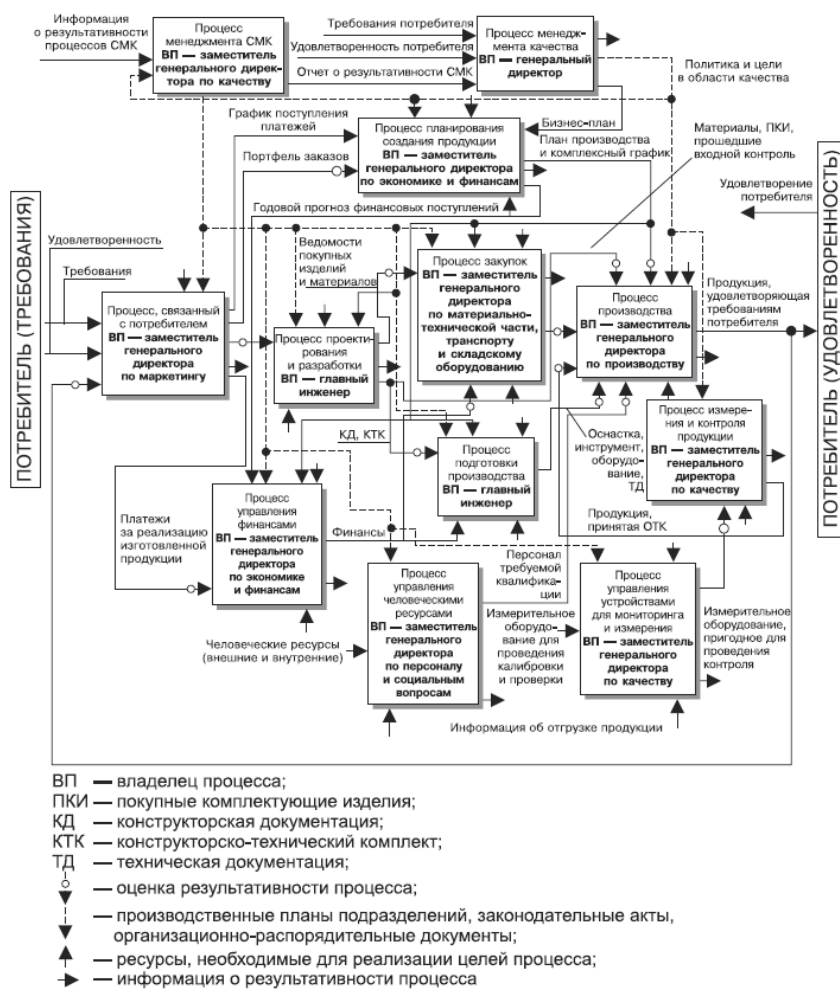 Информация
о результативности
процессов СМК
Процесс
менеджмента СМК
ВП — заместитель
генерального дирек-
тора по качеству
Требования потребителя
Удовлетворенность потребителя
Отчет о результативности СМК
Процесс менедж-
мента качества
ВП — генеральный
директор
Политика и цели
в области качества
График поступления
платежей
Портфель заказов
Процесс планирования
создания продукции
ВП — заместитель
генерального директора
по экономике и финансам
Бизнес-план
План производства
и комплексный график
Материалы, ПКИ,
прошедшие
входной контроль
Удовлетворение
потребителя
Годовой прогноз финансовых поступлений
ПОТРЕБИТЕЛЬ (ТРЕБОВАНИЯ)
ПОТРЕБИТЕЛЬ (УДОВЛЕТВОРЕННОСТЬ)
Удовлетворенность
Требования
Процесс, связанный
с потребителем
ВП — заместитель
генерального
директора
по маркетингу
Ведомости
покупных
изделий
и материалов
Процесс проекти-
рования
и разработки
ВП — главный
инженер
Процесс закупок
ВП — заместитель
генерального
директора
по материально-
технической части,
транспорту
и складскому
оборудованию
Процесс
производства
ВП — заместитель
генерального
директора
по производству
Продукция,
удовлетворяющая
требованиям
потребителя
КД, КТК
Процесс
подготовки
производства
ВП — главный
инженер
Оснастка,
инструмент,
оборудо-
вание,
ТД
Процесс измерения
и контроля
продукции
ВП — заместитель
генерального
директора
по качеству
Продукция,
принятая ОТК
Платежи
за реализацию
изготовленной
продукции
Процесс
управления
финансами
ВП — заместитель
генерального
директора
по экономике
и финансам
Финансы
Процесс
управления
человеческими
ресурсами
ВП — заместитель
генерального
директора
по персоналу
и социальным
вопросам
Персонал
требуемой
квалифика-
ции
Измерительное
оборудо-
вание для
проведения
калибровки
и проверки
Процесс
управления
устройствами
для мониторинга
и измерения
ВП — заместитель
генерального
директора
по качеству
Измерительное
оборудование,
пригодное для
проведения
контроля
Человеческие ресурсы
(внешние и внутренние)
Информация об отгрузке продукции
ВП — владелец процесса;
ПКИ — покупные комплектующие изделия;
КД — конструкторская документация;
КТК — конструкторско-технический комплект;
ТД — техническая документация;
— оценка результативности процесса;
— производственные планы подразделений, законодательные акты,
организационно-распорядительные документы;
— ресурсы, необходимые для реализации целей процесса;
— информация о результативности процесса